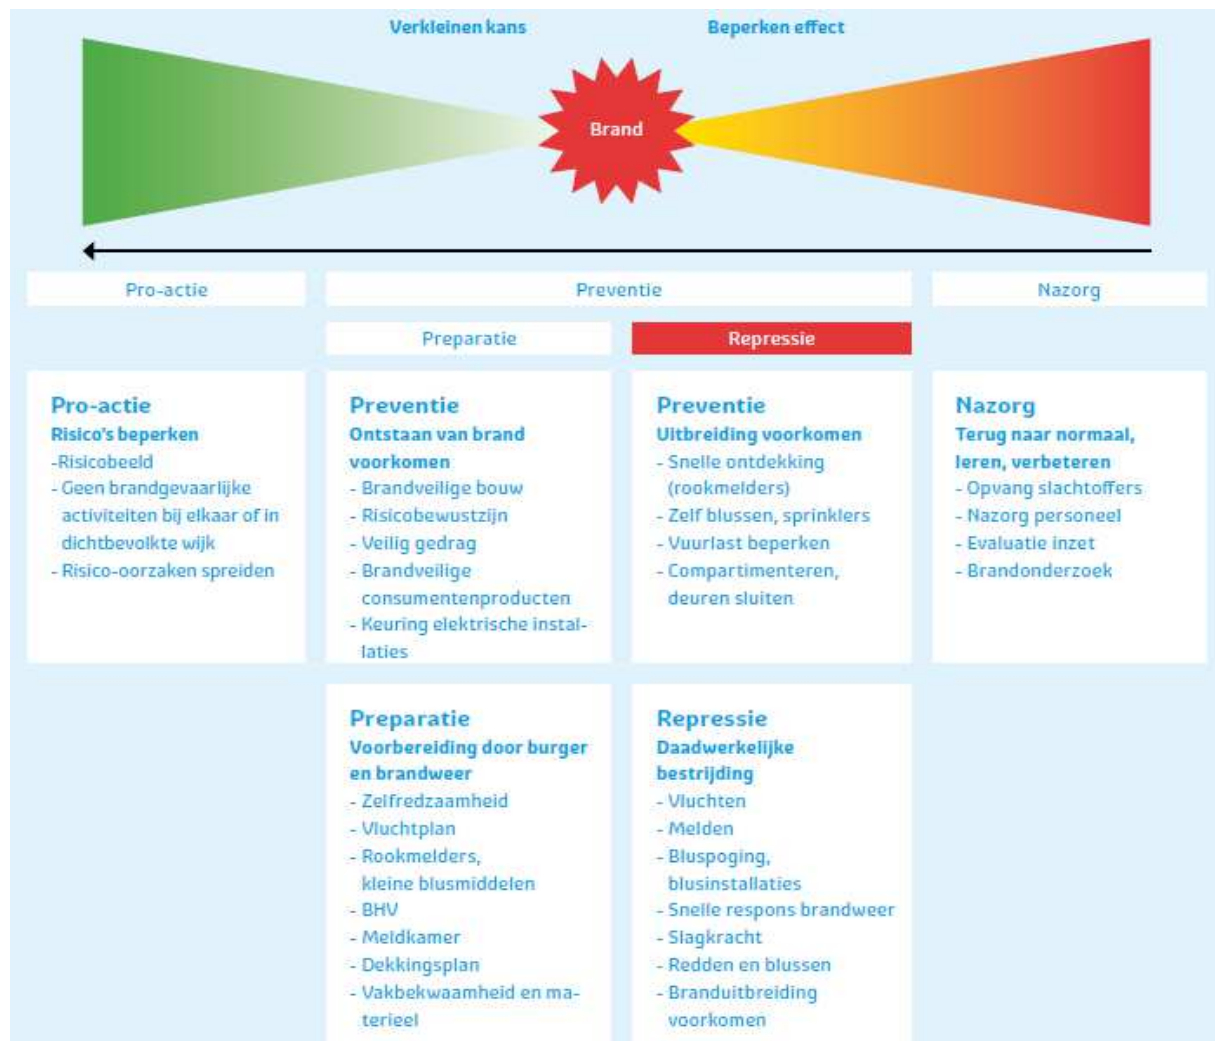 Verkleinen kans
Beperken effect
Brand
Pro-actie
Preventie
Nazorg
Preparatie
Repressie
Pro-actie
Risico's beperken
-Risicobeeld
- Geen brandgevaarlijke
activiteiten bij elkaar of in
dichtbevolkte wijk
- Risico-oorzaken spreiden
Preventie
Ontstaan van brand
voorkomen
- Brandveilige bouw
- Risicobewustzijn
- Veilig gedrag
- Brandveilige
consumentenproducten
- Keuring elektrische instal-
laties
Preventie
Uitbreiding voorkomen
- Snelle ontdekking
(rookmelders)
- Zelf blussen, sprinklers
- Vuurlast beperken
- Compartimenteren,
deuren sluiten
Nazorg
Terug naar normaal,
leren, verbeteren
- Opvang slachtoffers
- Nazorg personeel
- Evaluatie inzet
- Brandonderzoek
Preparatie
Voorbereiding door burger
en brandweer
- Zelfredzaamheid
- Vluchtplan
- Rookmelders,
kleine blusmiddelen
- BHV
- Meldkamer
- Dekkingsplan
- Vakbekwaamheid en ma-
terieel
Repressie
Daadwerkelijke
bestrijding
- Vluchten
- Melden
- Bluspoging,
blusinstallaties
- Snelle respons brandweer
- Slagkracht
- Redden en blussen
- Branduitbreiding
voorkomen